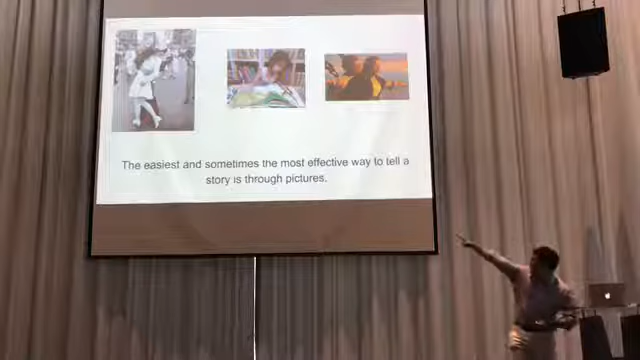 The easiest and sometimes the most effective way to tell a
story is through pictures.